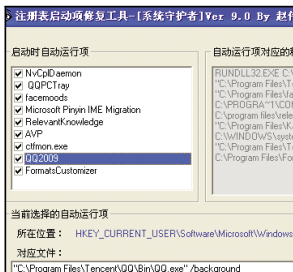 注册表启动项修复工具-[系统守护者]Ver 9.0 By 赵
启动时自动运行项
自动运行项对应的
NvCplDaemon
QQPCTray
facemoods
Microsoft Pinyin IME Migration
RelevantKnowledge
AVP
ctfmon.exe
QQ2009
FormatsCustomizer
RUNDLL32.EXE C:\
"C:\Program Files\T
"C:\Program Files\fa
C:\PROGRA~1\COM
C:\program files\rele
"C:\Program Files\K
C:\WINDOWS\syste
"C:\Program Files\T
C:\Program Files\Fo
当前选择的自动运行项
所在位置： HKEY_CURRENT_USER\Software\Microsoft\Windows
对应文件：
"C:\Program Files\Tencent\QQ\Bin\QQ.exe" /background